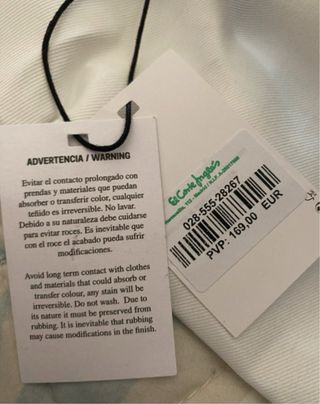 ADVERTENCIA / WARNING
Evitar el contacto prolongado con
prendas y materiales que puedan
absorber o transferir color, cualquier
teñido es irreversible. No lavar.
Debido a su naturaleza debe cuidarse
para evitar roces. Es inevitable que
con el roce el acabado pueda sufrir
modificaciones.
Avoid long term contact with clothes
and materials that could absorb or
transfer colour, any stain will be
irreversible. Do not wash. Due to
its nature it must be preserved from
rubbing. It is inevitable that rubbing
may cause modifications in the finish.
El Corte Inglés
028-555-28267
PVP: 169,00 EUR